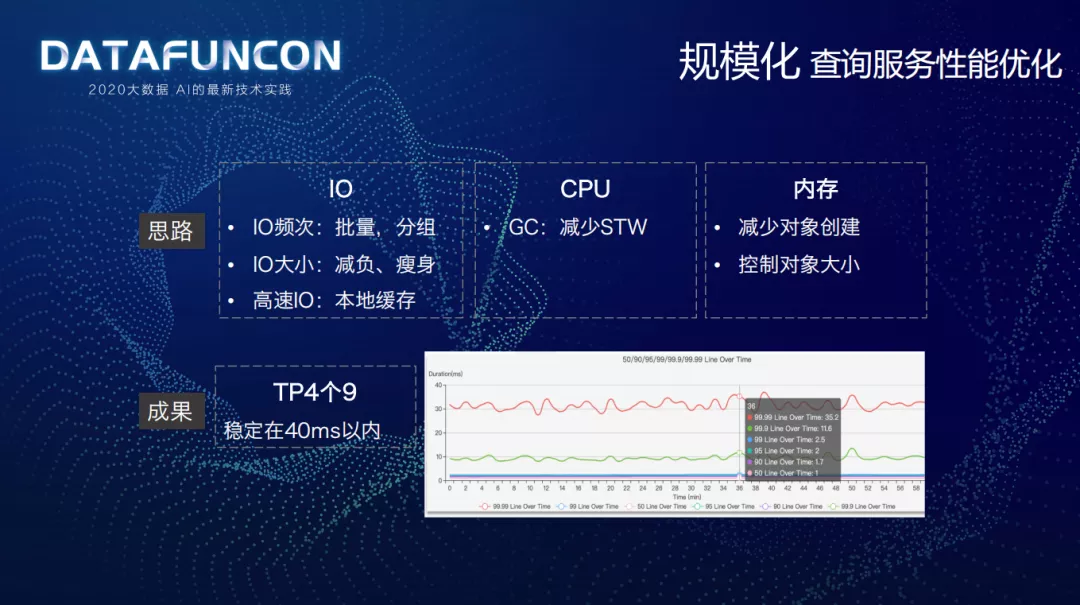 DATAFUNCON
2020大数据 AI的最新技术实践
规模化 查询服务性能优化
思路
IO
• IO频次：批量，分组
• IO大小：减负、瘦身
• 高速IO：本地缓存
CPU
• GC：减少STW
内存
• 减少对象创建
• 控制对象大小
成果
TP4个9
稳定在40ms以内
50/90/95/99/99.9/99.99 Line Over Time
Duration(ms)
40
30
20
10
0
36
99.99 Line Over Time: 35.2
99.9 Line Over Time: 11.6
99 Line Over Time: 2.5
95 Line Over Time: 2
90 Line Over Time: 1.7
50 Line Over Time: 1
0 2 4 6 8 10 12 14 16 18 20 22 24 26 28 30 32 34 36 38 40 42 44 46 48 50 52 54 56 58
Time (min)
99.99 Line Over Time 99 Line Over Time 50 Line Over Time 95 Line Over Time 90 Line Over Time 99.9 Line Over Time